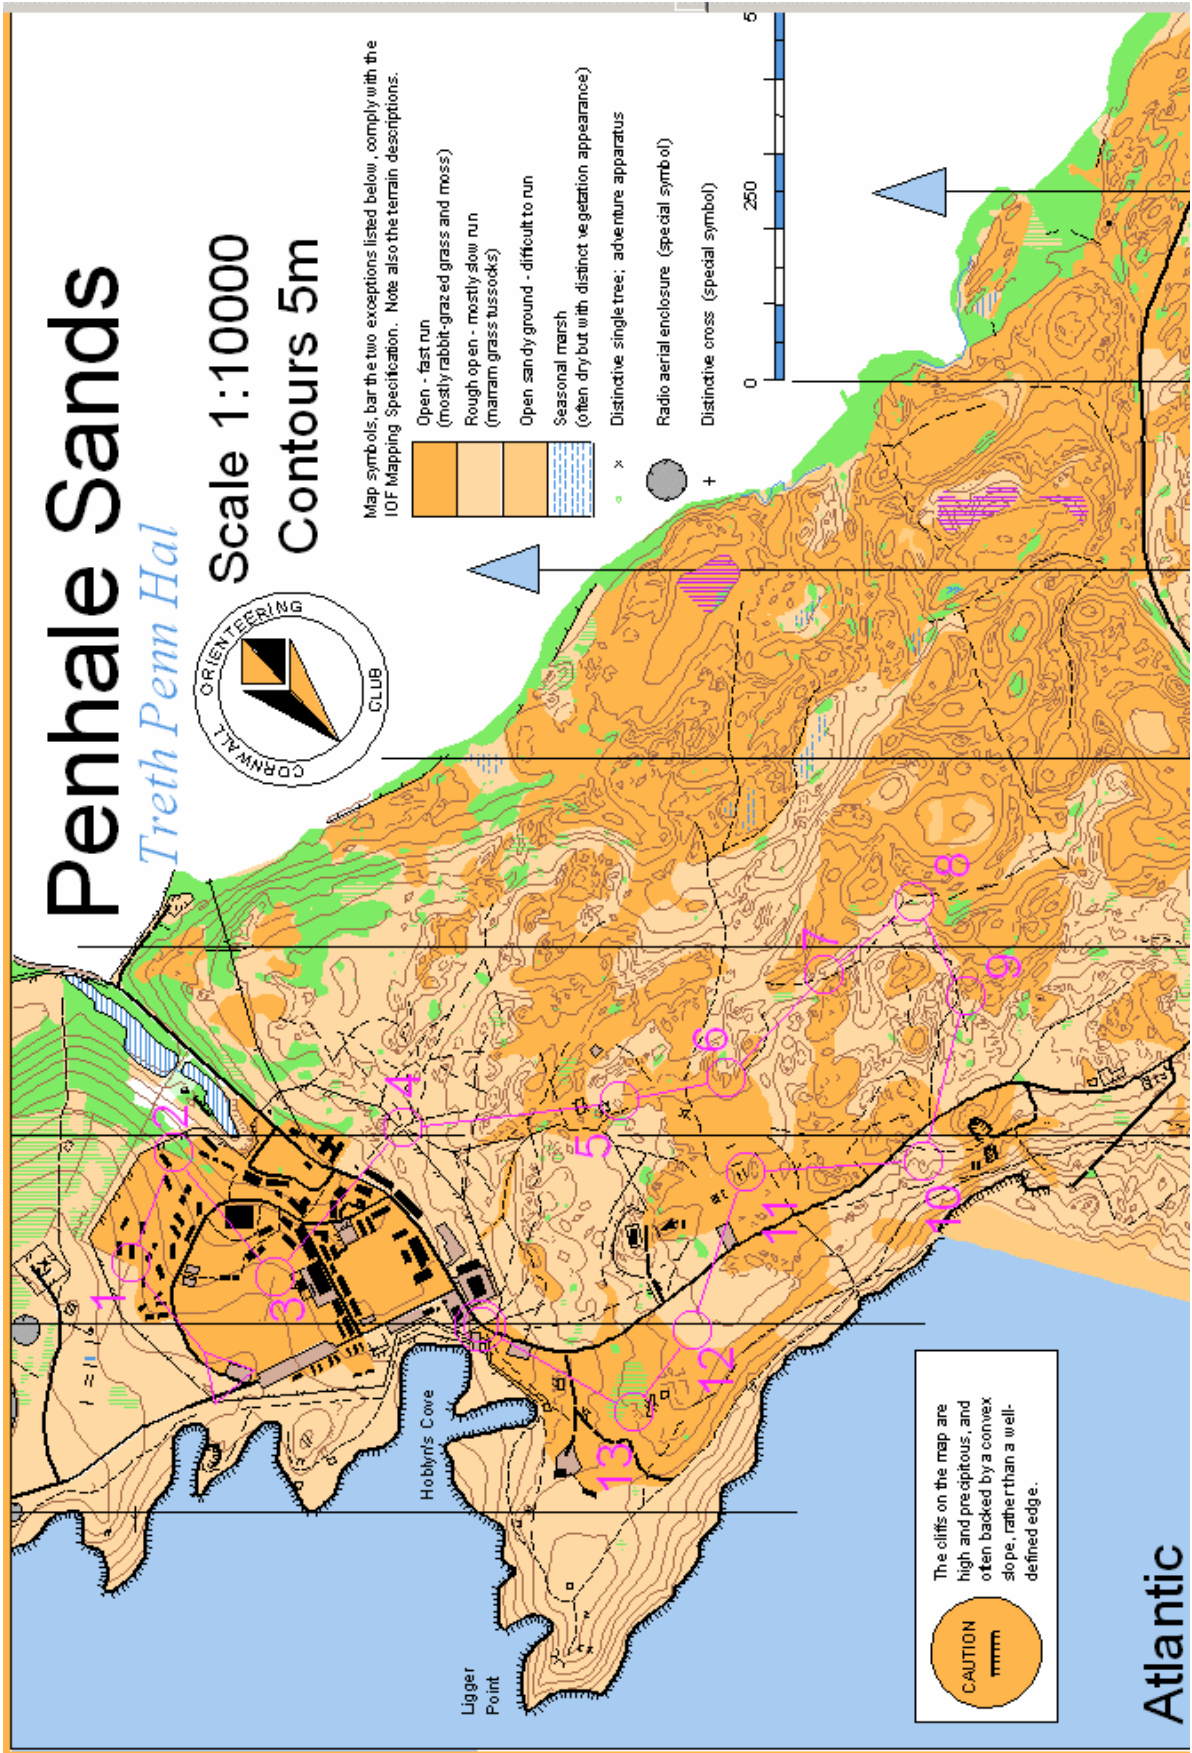 Penhale Sands
Treth Penn Hal
Scale 1:10000
Contours 5m
CORNWALL ORIENTEERING CLUB
Map symbols, bar the two exceptions listed below, comply with the
IOF Mapping Specification. Note also the terrain descriptions.
Open - fast run
(mostly rabbit-grazed grass and moss)
Rough open - mostly slow run
(marram grass tussocks)
Open sandy ground - difficult to run
Seasonal marsh
(often dry but with distinct vegetation appearance)
Distinctive single tree; adventure apparatus
Radio aerial enclosure (special symbol)
Distinctive cross (special symbol)
0
250
5
1
2
3
4
5
6
7
8
9
10
11
12
13
Hoblyn's Cove
Ligger
Point
CAUTION
The cliffs on the map are
high and precipitous, and
often backed by a convex
slope, rather than a well-
defined edge.
Atlantic